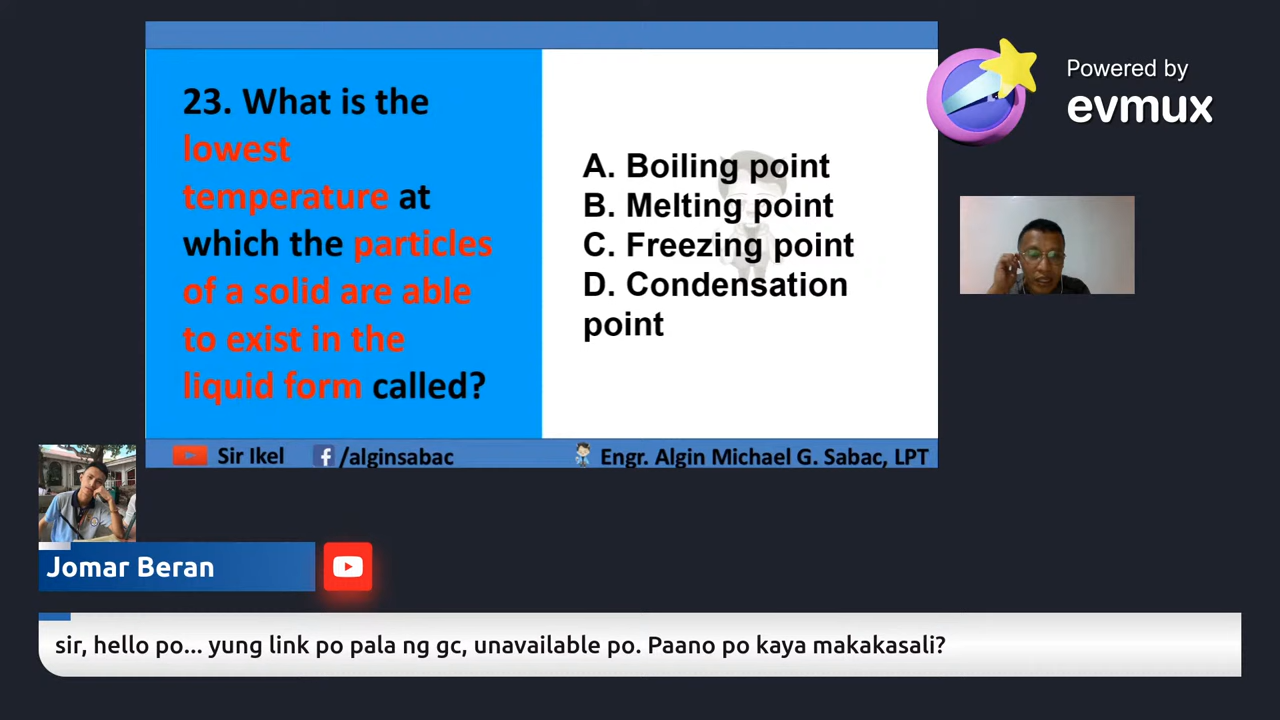 23. What is the
lowest
temperature at
which the particles
of a solid are able
to exist in the
liquid form called?
A. Boiling point
B. Melting point
C. Freezing point
D. Condensation
point
Powered by
evmux
Sir Ikel
/alginsabac
Engr. Algin Michael G. Sabac, LPT
Jomar Beran
sir, hello po... yung link po pala ng gc, unavailable po. Paano po kaya makakasali?